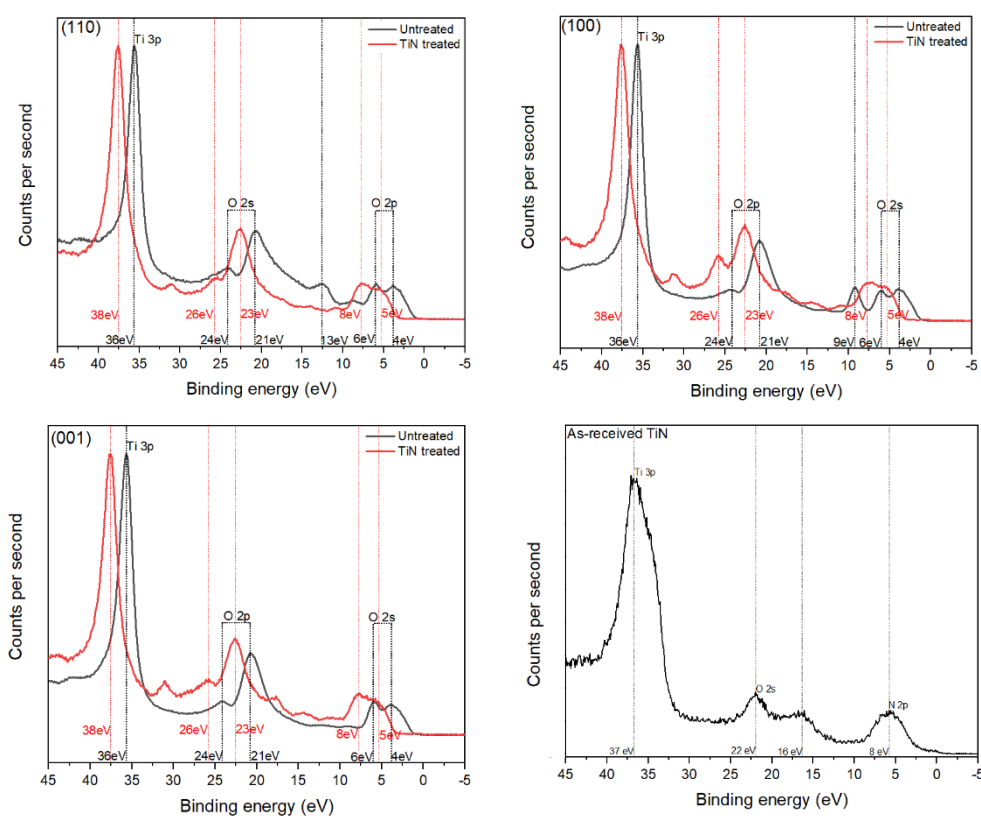 (110)
Untreated
TiN treated
Ti 3p
O 2s
O 2p
38eV
26eV
23eV
8eV
5eV
36eV
24eV
21eV
13eV
6eV
4eV
Counts per second
45 40 35 30 25 20 15 10 5 0 -5
Binding energy (eV)
(100)
Untreated
TiN treated
Ti 3p
O 2s
O 2p
38eV
26eV
23eV
8eV
5eV
36eV
24eV
21eV
9eV
6eV
4eV
Counts per second
45 40 35 30 25 20 15 10 5 0 -5
Binding energy (eV)
(001)
Untreated
TiN treated
Ti 3p
O 2p
O 2s
38eV
26eV
23eV
8eV
5eV
36eV
24eV
21eV
6eV
4eV
Counts per second
45 40 35 30 25 20 15 10 5 0 -5
Binding energy (eV)
As-received TiN
Ti 3p
O 2s
N 2p
37 eV
22 eV
16 eV
8 eV
Counts per second
45 40 35 30 25 20 15 10 5 0 -5
Binding energy (eV)